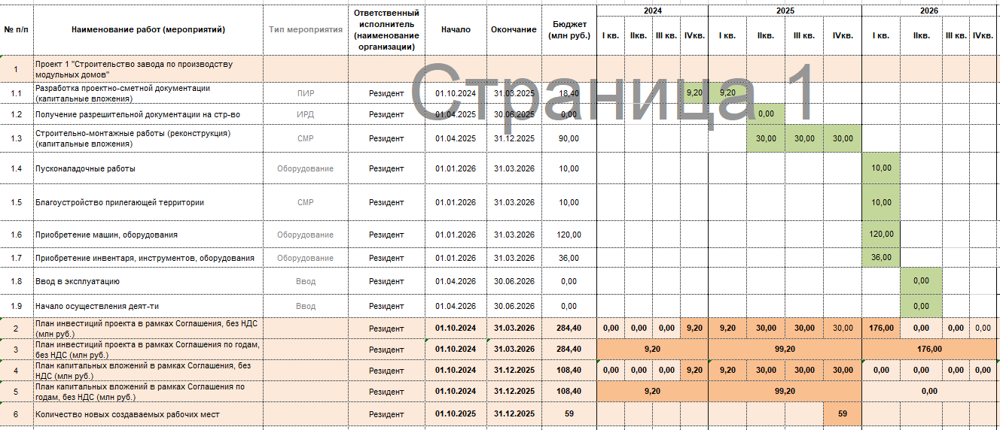 № п/п Наименование работ (мероприятий) Тип мероприятия Ответственный исполнитель (наименование организации) Начало Окончание Бюджет (млн руб.) 2024 2025 2026
I кв. IIкв. III кв. IVкв. I кв. IIкв. III кв. IVкв. I кв. IIкв. III кв. IVкв.
1 Проект 1 "Строительство завода по производству модульных домов"
Страница 1
1.1 Разработка проектно-сметной документации (капитальные вложения) ПИР Резидент 01.10.2024 31.03.2025 18,40 9,20 9,20
1.2 Получение разрешительной документации на стр-во ИРД Резидент 01.04.2025 30.06.2025 0,00 0,00
1.3 Строительно-монтажные работы (реконструкция) (капитальные вложения) СМР Резидент 01.04.2025 31.12.2025 90,00 30,00 30,00 30,00
1.4 Пусконаладочные работы Оборудование Резидент 01.01.2026 31.03.2026 10,00 10,00
1.5 Благоустройство прилегающей территории СМР Резидент 01.01.2026 31.03.2026 10,00 10,00
1.6 Приобретение машин, оборудования Оборудование Резидент 01.01.2026 31.03.2026 120,00 120,00
1.7 Приобретение инвентаря, инструментов, оборудования Оборудование Резидент 01.01.2026 31.03.2026 36,00 36,00
1.8 Ввод в эксплуатацию Ввод Резидент 01.04.2026 30.06.2026 0,00 0,00
1.9 Начало осуществления деят-ти Ввод Резидент 01.04.2026 30.06.2026 0,00 0,00
2 План инвестиций проекта в рамках Соглашения, без НДС (млн руб.) Резидент 01.10.2024 31.03.2026 284,40 0,00 0,00 0,00 9,20 9,20 30,00 30,00 30,00 176,00 0,00 0,00 0,00
3 План инвестиций проекта в рамках Соглашения по годам, без НДС (млн руб.) Резидент 01.10.2024 31.03.2026 284,40 9,20 99,20 176,00
4 План капитальных вложений в рамках Соглашения, без НДС (млн руб.) Резидент 01.10.2024 31.12.2025 108,40 0,00 0,00 0,00 9,20 9,20 30,00 30,00 30,00 0,00 0,00 0,00 0,00
5 План капитальных вложений в рамках Соглашения по годам, без НДС (млн руб.) Резидент 01.10.2024 31.12.2025 108,40 9,20 99,20 0,00
6 Количество новых создаваемых рабочих мест Резидент 01.10.2025 31.12.2025 59 59